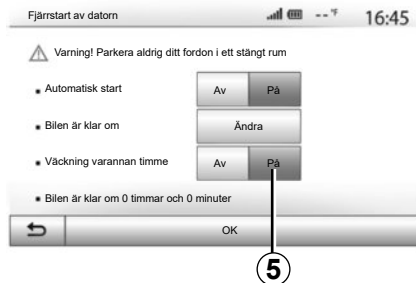 Fjärrstart av datorn -- °F 16:45
Varning! Parkera aldrig ditt fordon i ett stängt rum
Automatisk start Av På
Bilen är klar om Ändra
Väckning varannan timme Av På
Bilen är klar om 0 timmar och 0 minuter
OK
5